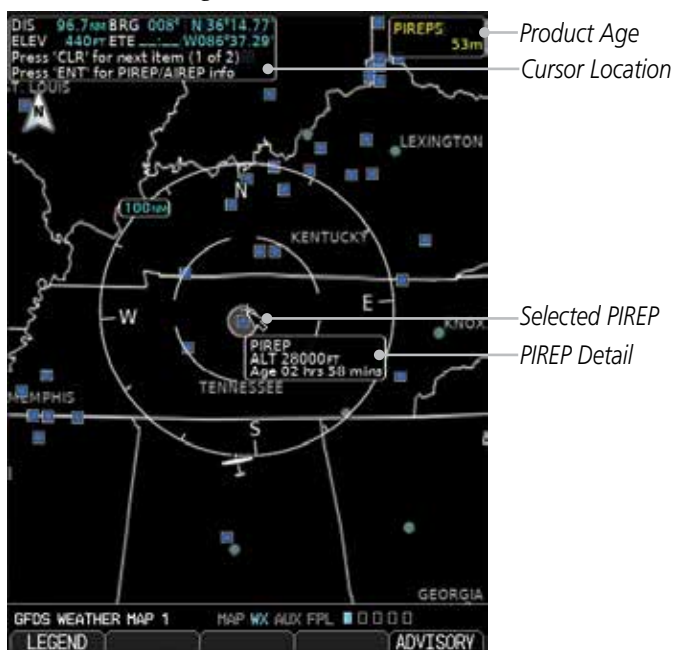 DIS 96.7NM BRG 008° N 36°14.77'
ELEV 440FT ETE __:__ W086°37.29'
Press 'CLR' for next item (1 of 2)
Press 'ENT' for PIREP/AIREP info
PIREPS
53m
Product Age
Cursor Location
ST. LOUIS
N
LEXINGTON
N
100NM
KENTUCKY
W
E
Selected PIREP
KNOX
PIREP
ALT 28000FT
Age 02 hrs 58 mins
PIREP Detail
TENNESSEE
MEMPHIS
S
GEORGIA
GFDS WEATHER MAP 1 MAP WX AUX FPL
LEGEND ADVISORY